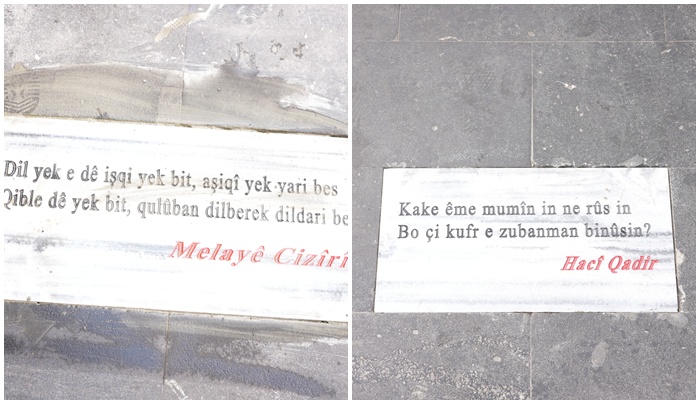 Dil yek e dê işqi yek bit, aşiqî yek yari bes
Qible dê yek bit, qulûban dilberek dildari be
Melayê Cizîrî
Kake ême mumîn in ne rûs in
Bo çi kufr e zubanman binûsin?
Hacî Qadir